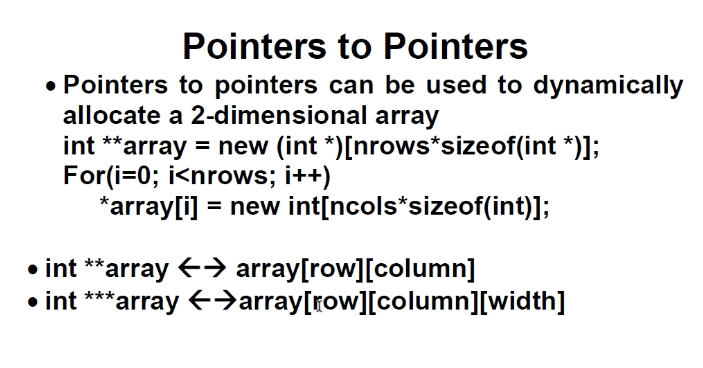 Pointers to Pointers
• Pointers to pointers can be used to dynamically
allocate a 2-dimensional array
int **array = new (int *)[nrows*sizeof(int *)];
For(i=0; i<nrows; i++)
*array[i] = new int[ncols*sizeof(int)];
• int **array ←→ array[row][column]
• int ***array ←→array[row][column][width]